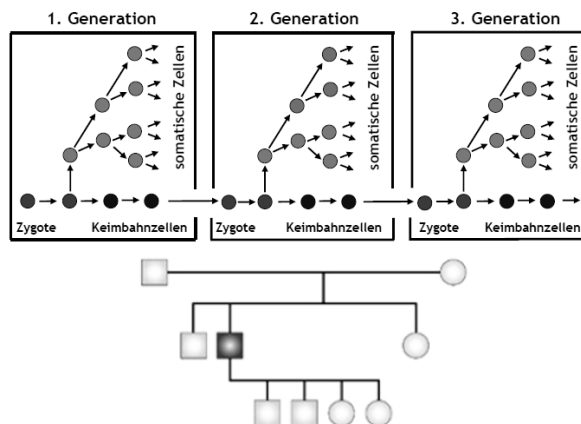 1. Generation
2. Generation
3. Generation
somatische Zellen
somatische Zellen
somatische Zellen
Zygote
Keimbahnzellen
Zygote
Keimbahnzellen
Zygote
Keimbahnzellen